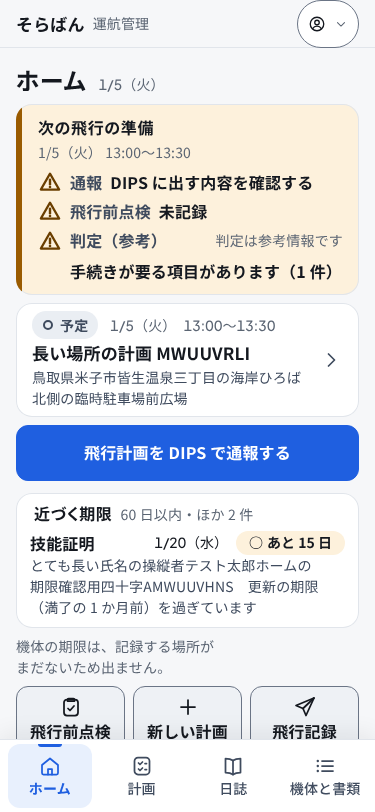 そらばん 運航管理
ホーム 1/5（火）
次の飛行の準備
1/5（火） 13:00〜13:30
通報 DIPS に出す内容を確認する
飛行前点検 未記録
判定（参考） 判定は参考情報です
手続きが要る項目があります（1 件）
予定 1/5（火） 13:00〜13:30
長い場所の計画 MWUUVRLI
鳥取県米子市皆生温泉三丁目の海岸ひろば
北側の臨時駐車場前広場
飛行計画を DIPS で通報する
近づく期限 60 日以内・ほか 2 件
技能証明 1/20（水） あと 15 日
とても長い氏名の操縦者テスト太郎ホームの
期限確認用四十字AMWUUVHNS 更新の期限
（満了の 1 か月前）を過ぎています
機体の期限は、記録する場所が
まだないため出ません。
飛行前点検 新しい計画 飛行記録
ホーム 計画 日誌 機体と書類